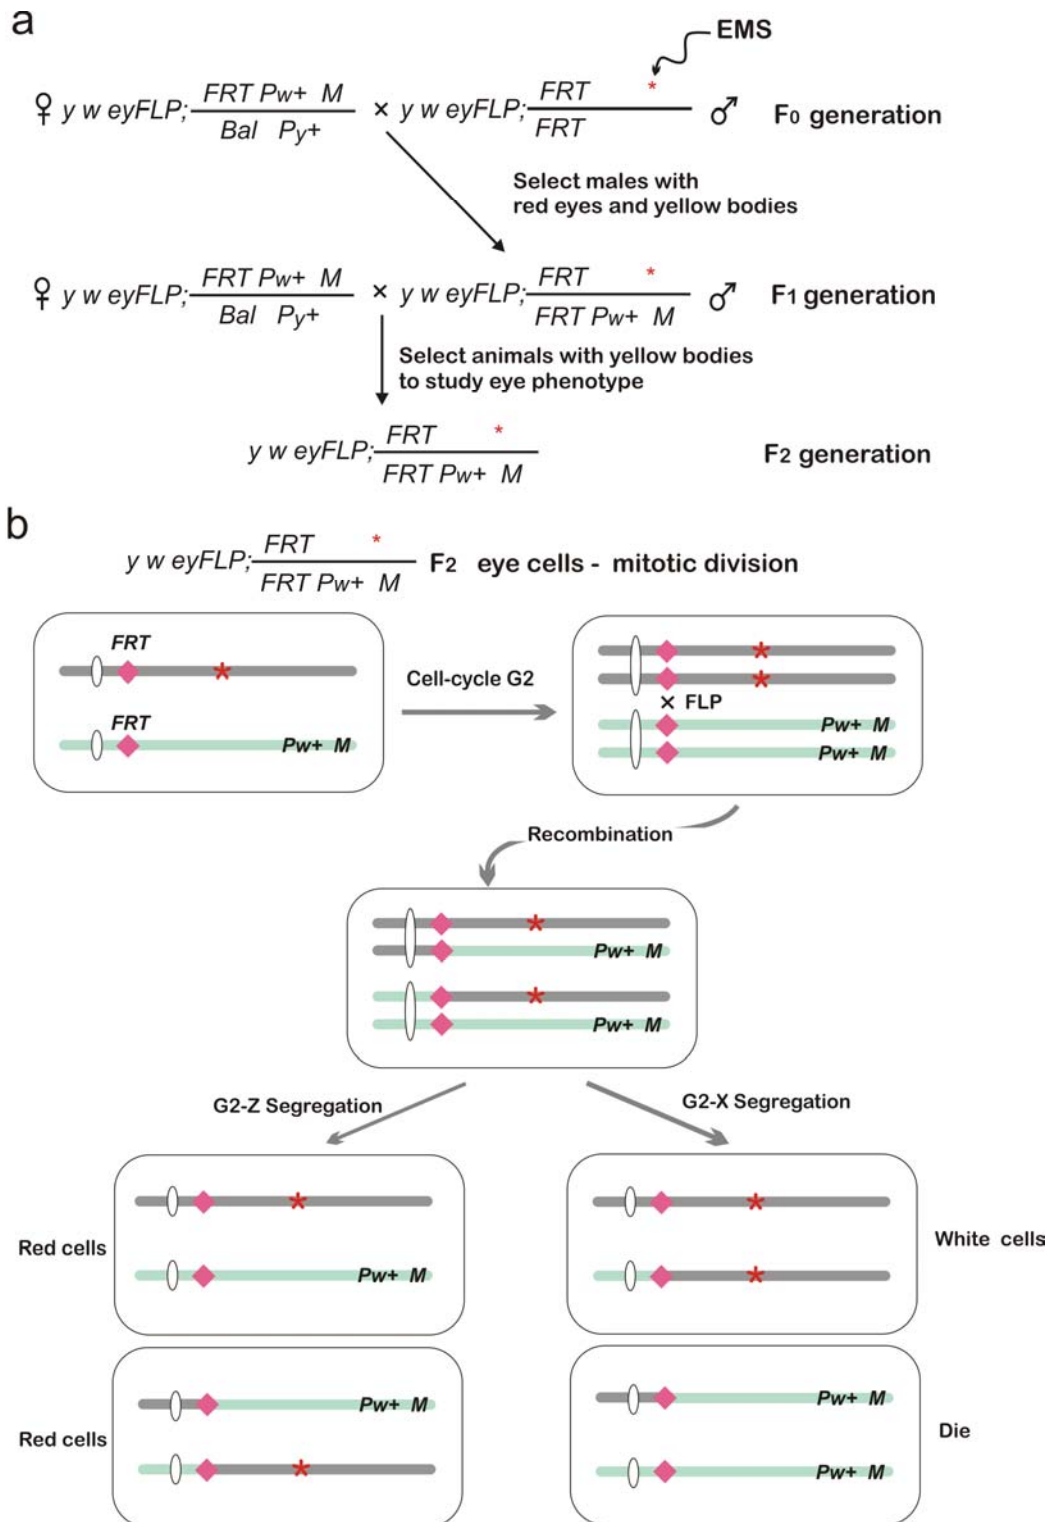 a
EMS
♀ y w eyFLP; FRT Pw+ M × y w eyFLP; FRT * ♂ F0 generation
Bal Py+ FRT
Select males with
red eyes and yellow bodies
♀ y w eyFLP; FRT Pw+ M × y w eyFLP; FRT * ♂ F1 generation
Bal Py+ FRT Pw+ M
Select animals with yellow bodies
to study eye phenotype
y w eyFLP; FRT * F2 generation
FRT Pw+ M
b
y w eyFLP; FRT * F2 eye cells - mitotic division
FRT Pw+ M
FRT
FRT
Pw+ M
Cell-cycle G2
× FLP
Pw+ M
Pw+ M
Recombination
Pw+ M
Pw+ M
G2-Z Segregation
G2-X Segregation
Red cells
Pw+ M
White cells
Red cells
Pw+ M
Pw+ M
Die
Pw+ M